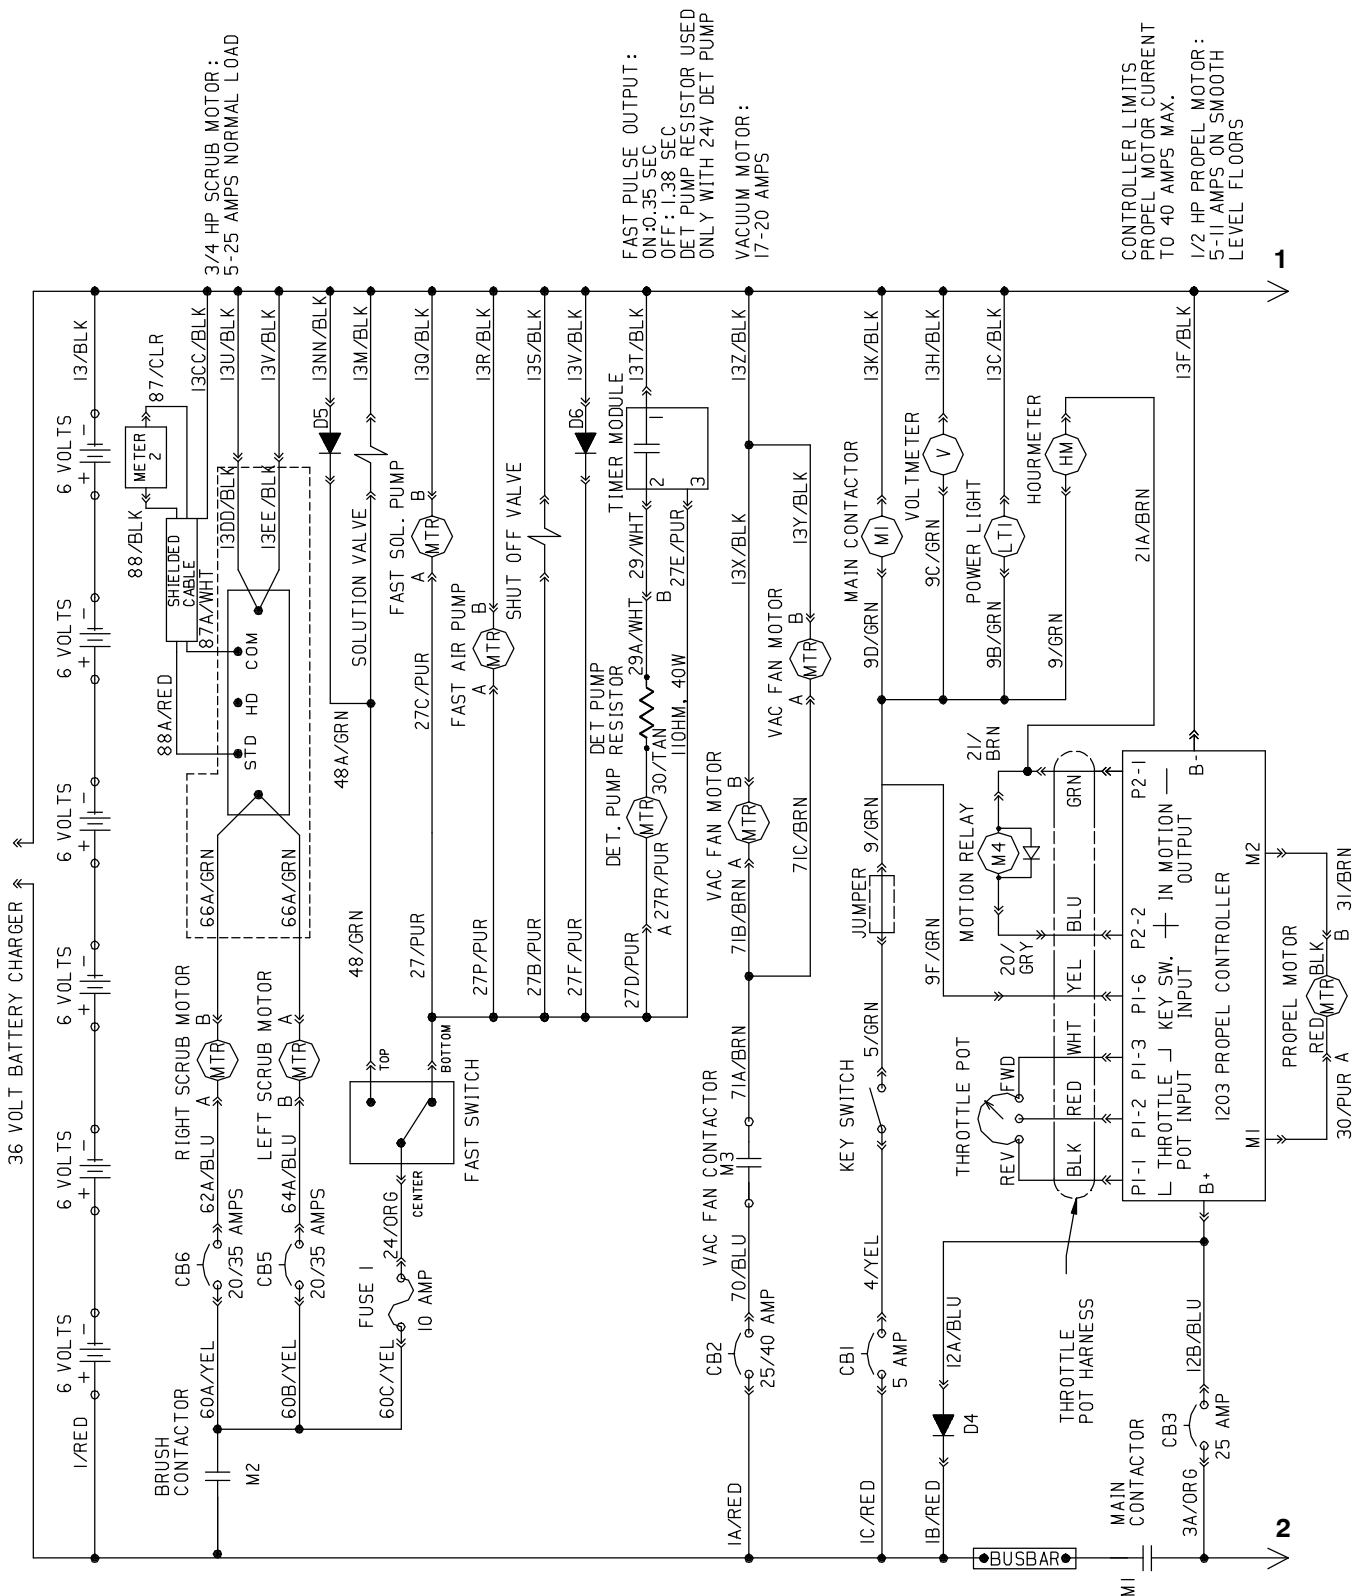 36 VOLT BATTERY CHARGER
1/RED
6 VOLTS
+ -
6 VOLTS
+ -
6 VOLTS
+ -
6 VOLTS
+ -
6 VOLTS
+ -
6 VOLTS
+ -
13/BLK
BRUSH
CONTACTOR
M2
60A/YEL
CB6
20/35 AMPS
62A/BLU
RIGHT SCRUB MOTOR
A
MTR
B
66A/GRN
60B/YEL
CB5
20/35 AMPS
64A/BLU
LEFT SCRUB MOTOR
B
MTR
A
66A/GRN
STD
HD
COM
88A/RED
87A/WHT
SHIELDED
CABLE
88/BLK
METER
2
87/CLR
13CC/BLK
13DD/BLK
13U/BLK
13EE/BLK
13V/BLK
3/4 HP SCRUB MOTOR:
5-25 AMPS NORMAL LOAD
60C/YEL
FUSE 1
10 AMP
24/ORG
CENTER
FAST SWITCH
TOP
BOTTOM
48/GRN
48A/GRN
D5
13NN/BLK
SOLUTION VALVE
13M/BLK
27/PUR
27C/PUR
FAST SOL. PUMP
A
MTR
B
13Q/BLK
27P/PUR
FAST AIR PUMP
A
MTR
B
13R/BLK
27B/PUR
SHUT OFF VALVE
13S/BLK
27F/PUR
D6
13V/BLK
27D/PUR
A
27R/PUR
DET. PUMP
MTR
30/TAN
DET PUMP
RESISTOR
11OHM, 40W
29A/WHT
B
29/WHT
27E/PUR
TIMER MODULE
2
1
3
13T/BLK
FAST PULSE OUTPUT:
ON:0.35 SEC
OFF:1.38 SEC
DET PUMP RESISTOR USED
ONLY WITH 24V DET PUMP
1A/RED
CB2
25/40 AMP
70/BLU
VAC FAN CONTACTOR
M3
71A/BRN
71B/BRN
VAC FAN MOTOR
A
MTR
B
13X/BLK
13Z/BLK
71C/BRN
VAC FAN MOTOR
A
MTR
B
13Y/BLK
VACUUM MOTOR:
17-20 AMPS
1C/RED
CB1
5 AMP
4/YEL
KEY SWITCH
5/GRN
JUMPER
9/GRN
9D/GRN
MAIN CONTACTOR
M1
13K/BLK
9C/GRN
VOLTMETER
V
13H/BLK
9B/GRN
POWER LIGHT
LT1
13C/BLK
9/GRN
HOURMETER
HM
21A/BRN
9F/GRN
1B/RED
D4
12A/BLU
THROTTLE
POT HARNESS
THROTTLE POT
REV
FWD
BLK
RED
WHT
YEL
BLU
GRN
20/
GRY
MOTION RELAY
M4
21/
BRN
P1-1
P1-2
P1-3
P1-6
P2-2
P2-1
THROTTLE
POT INPUT
KEY SW.
INPUT
+ IN MOTION -
OUTPUT
1203 PROPEL CONTROLLER
B+
B-
M1
M2
13F/BLK
CONTROLLER LIMITS
PROPEL MOTOR CURRENT
TO 40 AMPS MAX.
1/2 HP PROPEL MOTOR:
5-11 AMPS ON SMOOTH
LEVEL FLOORS
BUSBAR
MAIN
CONTACTOR
M1
3A/ORG
CB3
25 AMP
12B/BLU
PROPEL MOTOR
30/PUR A
RED
MTR
BLK
B
31/BRN
1
2